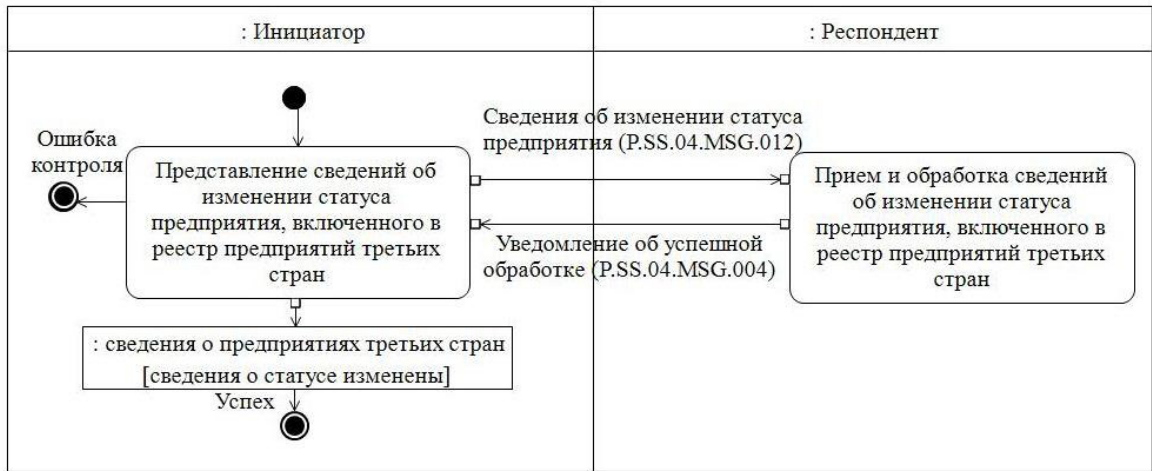 : Инициатор
: Респондент
Ошибка
контроля
Представление сведений об
изменении статуса
предприятия, включенного в
реестр предприятий третьих
стран
Сведения об изменении статуса
предприятия (P.SS.04.MSG.012)
Уведомление об успешной
обработке (P.SS.04.MSG.004)
Прием и обработка сведений
об изменении статуса
предприятия, включенного в
реестр предприятий третьих
стран
: сведения о предприятиях третьих стран
[сведения о статусе изменены]
Успех